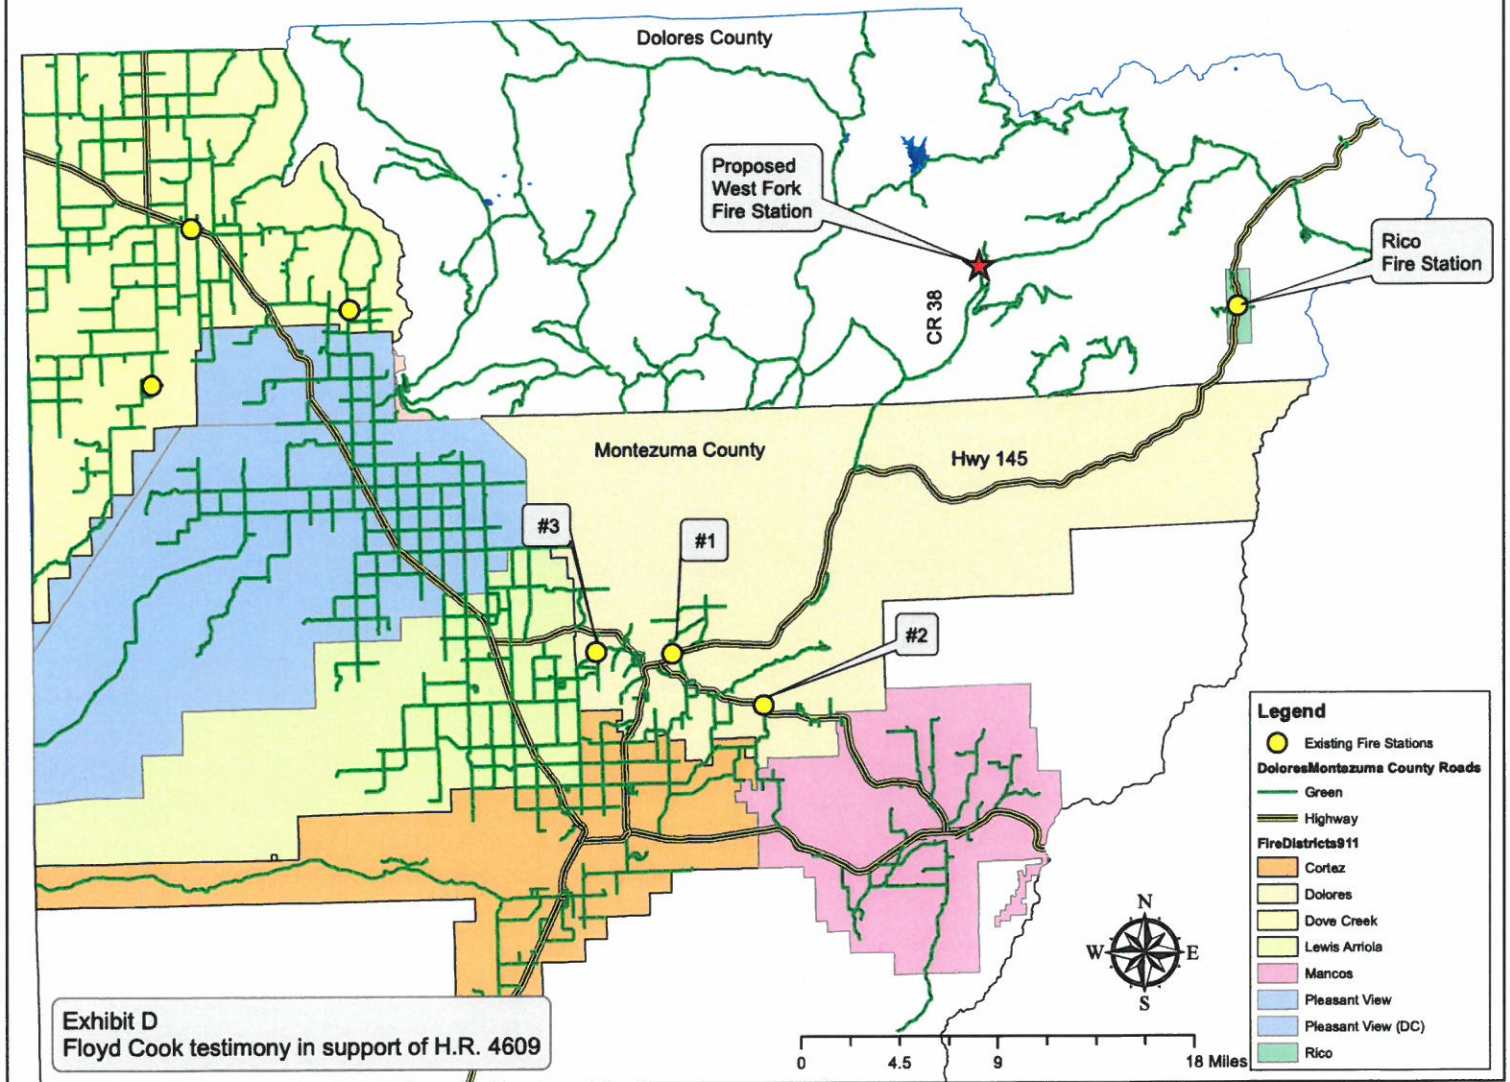 Dolores County
Proposed
West Fork
Fire Station
Rico
Fire Station
CR 38
Montezuma County
Hwy 145
#3
#1
#2
Legend
Existing Fire Stations
DoloresMontezuma County Roads
Green
Highway
FireDistricts911
Cortez
Dolores
Dove Creek
Lewis Arriola
Mancos
Pleasant View
Pleasant View (DC)
Rico
N
W
E
S
Exhibit D
Floyd Cook testimony in support of H.R. 4609
0 4.5 9 18 Miles